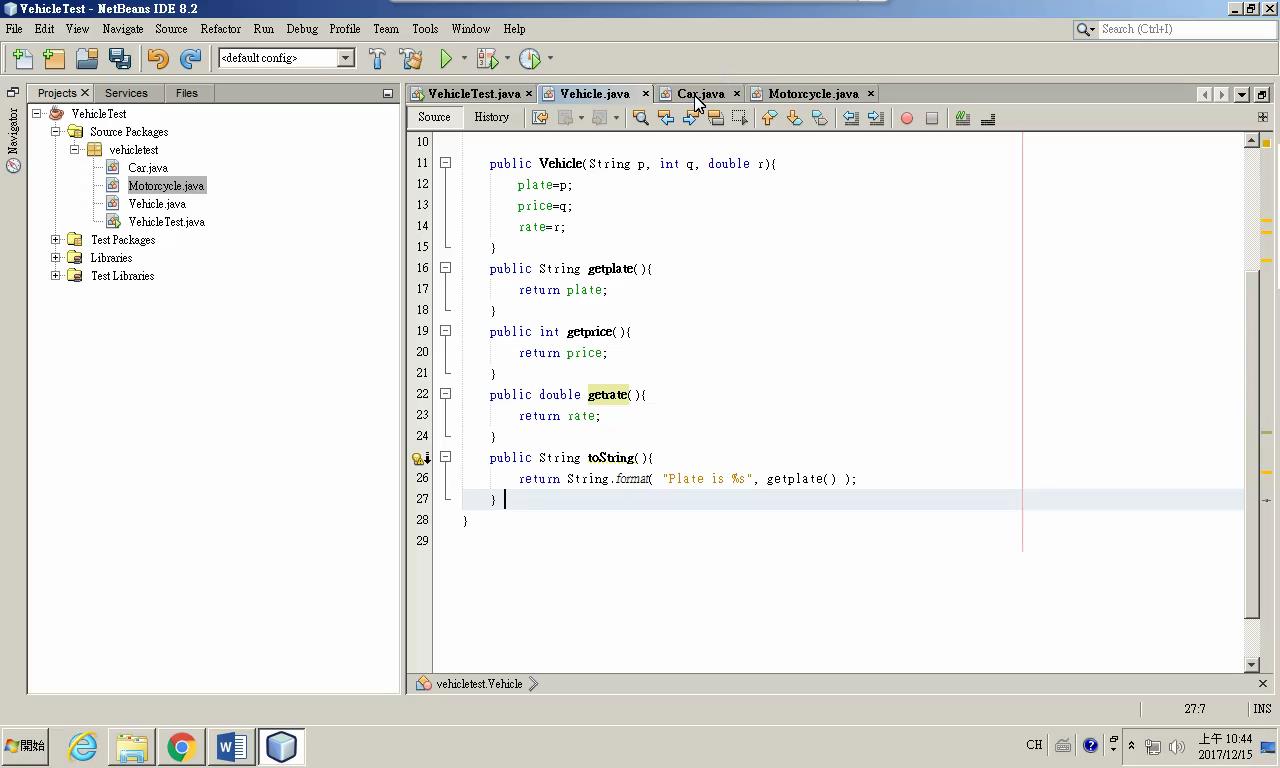 VehicleTest - NetBeans IDE 8.2
File Edit View Navigate Source Refactor Run Debug Profile Team Tools Window Help
Search (Ctrl+I)
<default config>
Projects Services Files
VehicleTest.java Vehicle.java Car.java Motorcycle.java
Navigator
VehicleTest
Source Packages
vehicletest
Car.java
Motorcycle.java
Vehicle.java
VehicleTest.java
Test Packages
Libraries
Test Libraries
Source History
10
11 public Vehicle(String p, int q, double r){
12 plate=p;
13 price=q;
14 rate=r;
15 }
16 public String getplate(){
17 return plate;
18 }
19 public int getprice(){
20 return price;
21 }
22 public double getrate(){
23 return rate;
24 }
public String toString(){
26 return String.format( "Plate is %s", getplate() );
27 }
28 }
29
vehicletest.Vehicle
27:7 INS
開始
CH
上午 10:44
2017/12/15